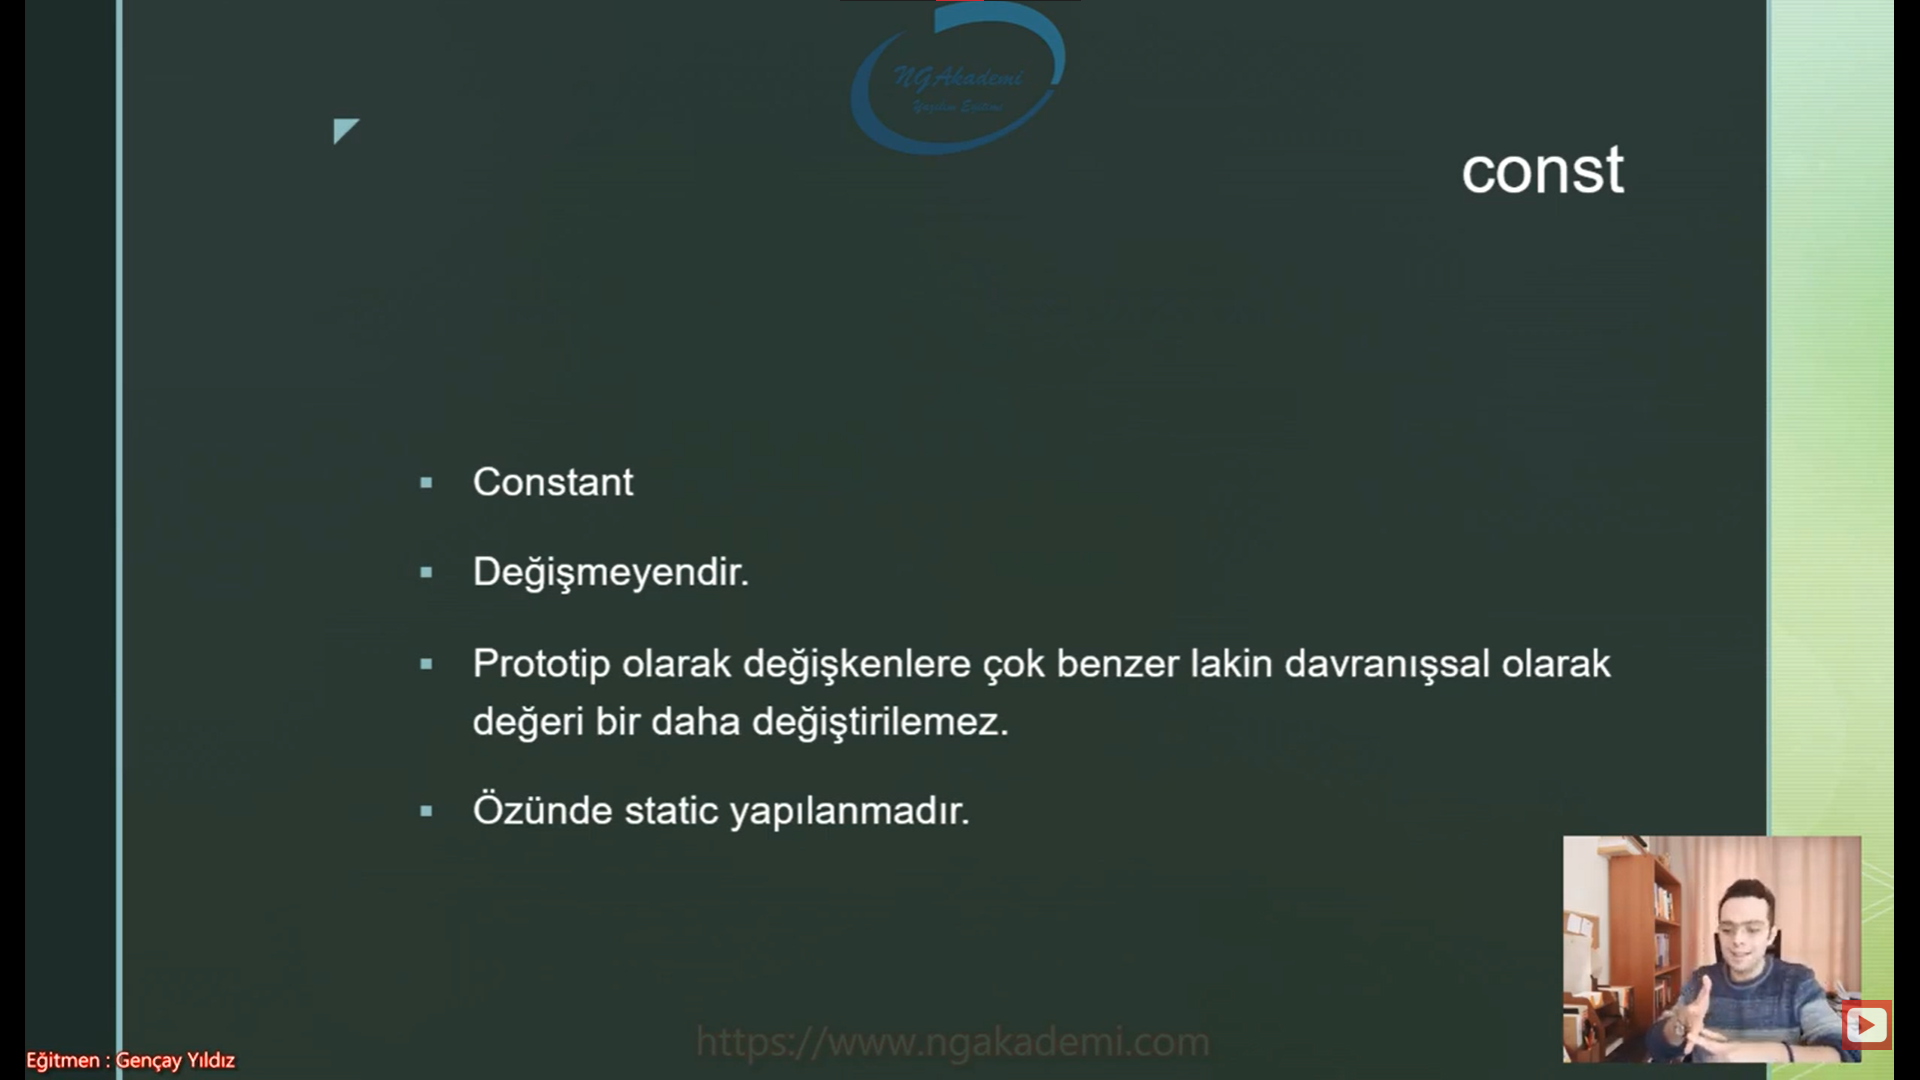 NGAkademi
Yazılım Eğitimi
const
Constant
Değişmeyendir.
Prototip olarak değişkenlere çok benzer lakin davranışsal olarak
değeri bir daha değiştirilemez.
Özünde static yapılanmadır.
https://www.ngakademi.com
Eğitmen : Gençay Yıldız